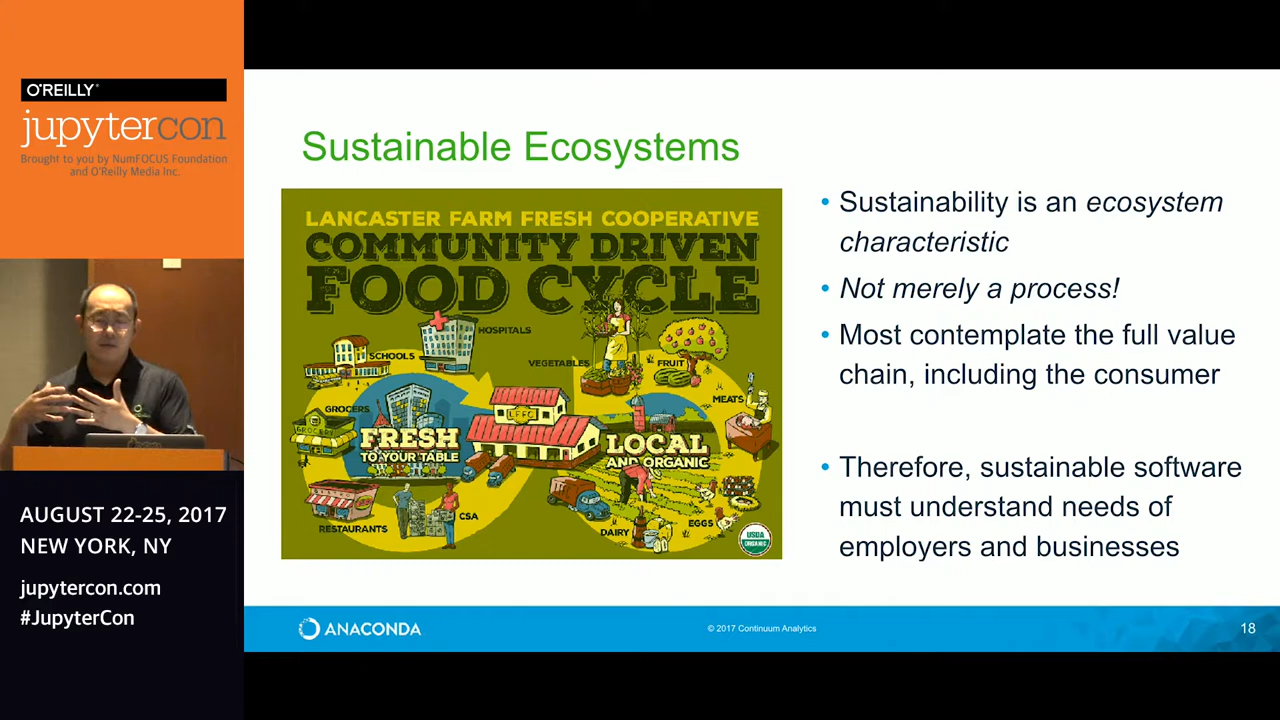 O'REILLY®
jupytercon
Brought to you by NumFOCUS Foundation
and O'Reilly Media Inc.
AUGUST 22-25, 2017
NEW YORK, NY
jupytercon.com
#JupyterCon
Sustainable Ecosystems
LANCASTER FARM FRESH COOPERATIVE
COMMUNITY DRIVEN
FOOD CYCLE
HOSPITALS
SCHOOLS
VEGETABLES
FRUIT
MEATS
GROCERS
GROCERY
LFFC
FRESH
TO YOUR TABLE
LOCAL
AND ORGANIC
RESTAURANTS
CSA
DAIRY
EGGS
USDA
ORGANIC
• Sustainability is an ecosystem
characteristic
• Not merely a process!
• Most contemplate the full value
chain, including the consumer
• Therefore, sustainable software
must understand needs of
employers and businesses
ANACONDA
© 2017 Continuum Analytics
18